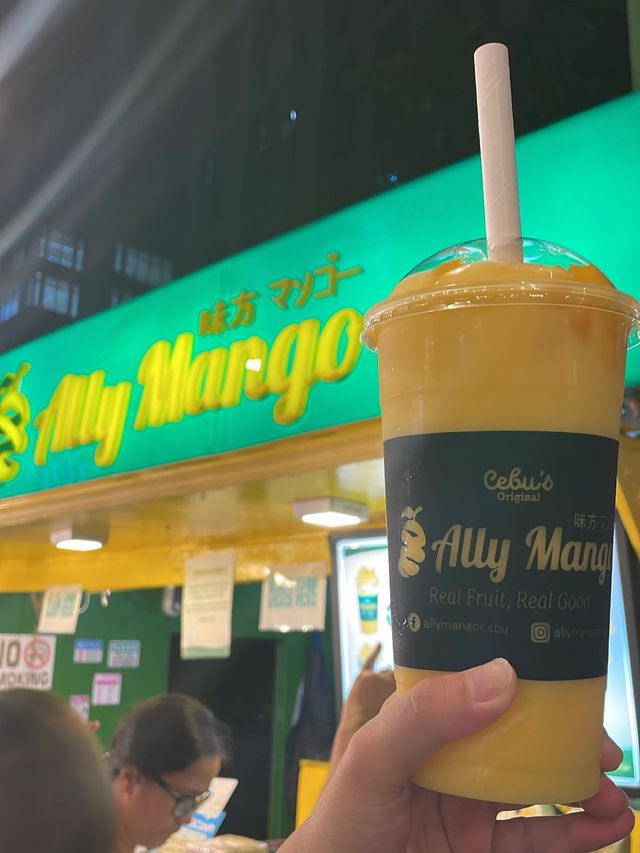 味方 マンゴー
Ally Mango
Cebu's
Original
味方 マン
Ally Mango
Real Fruit, Real Good
allymangocebu
allymango
NO
SMOKING